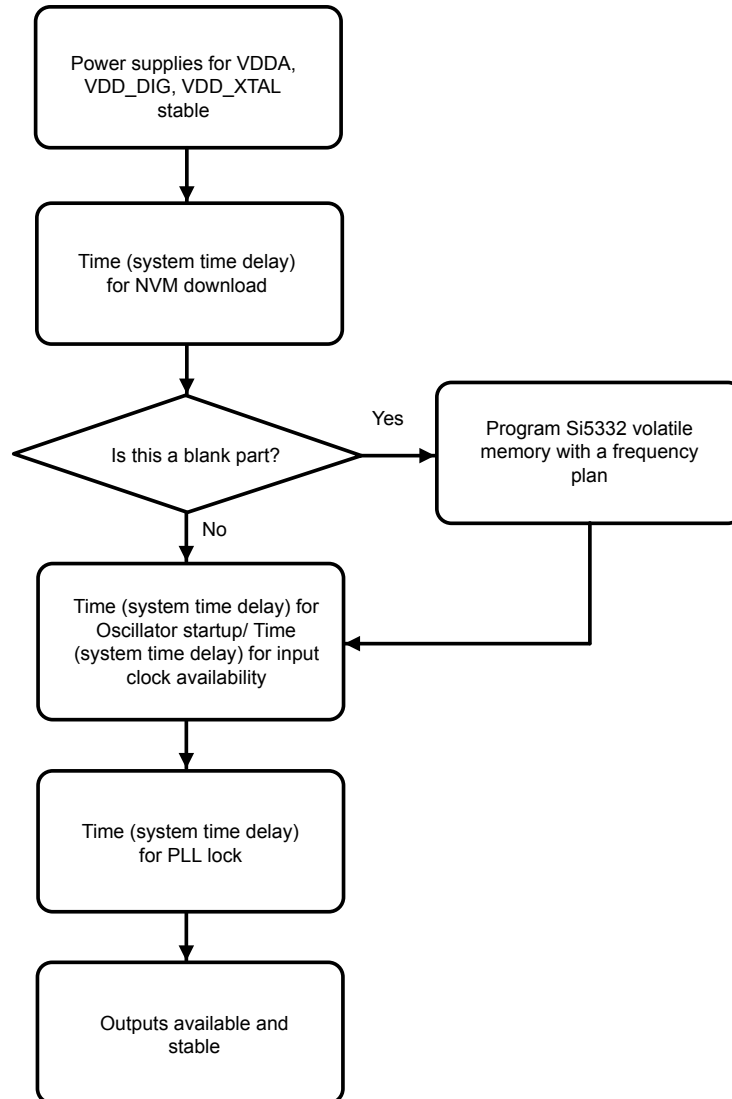 Power supplies for VDDA,
VDD_DIG, VDD_XTAL
stable
Time (system time delay)
for NVM download
Is this a blank part?
Yes
Program Si5332 volatile
memory with a frequency
plan
No
Time (system time delay) for
Oscillator startup/ Time
(system time delay) for input
clock availability
Time (system time delay)
for PLL lock
Outputs available and
stable